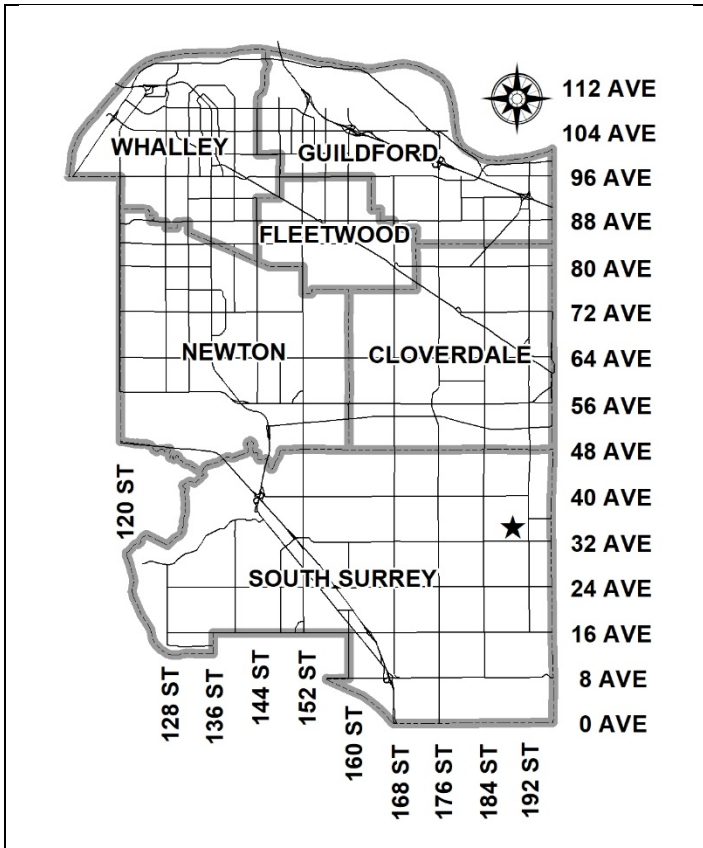 112 AVE
104 AVE
WHALLEY
GUILDFORD
96 AVE
88 AVE
FLEETWOOD
80 AVE
72 AVE
NEWTON
CLOVERDALE
64 AVE
56 AVE
48 AVE
120 ST
40 AVE
32 AVE
SOUTH SURREY
24 AVE
16 AVE
8 AVE
0 AVE
128 ST
136 ST
144 ST
152 ST
160 ST
168 ST
176 ST
184 ST
192 ST